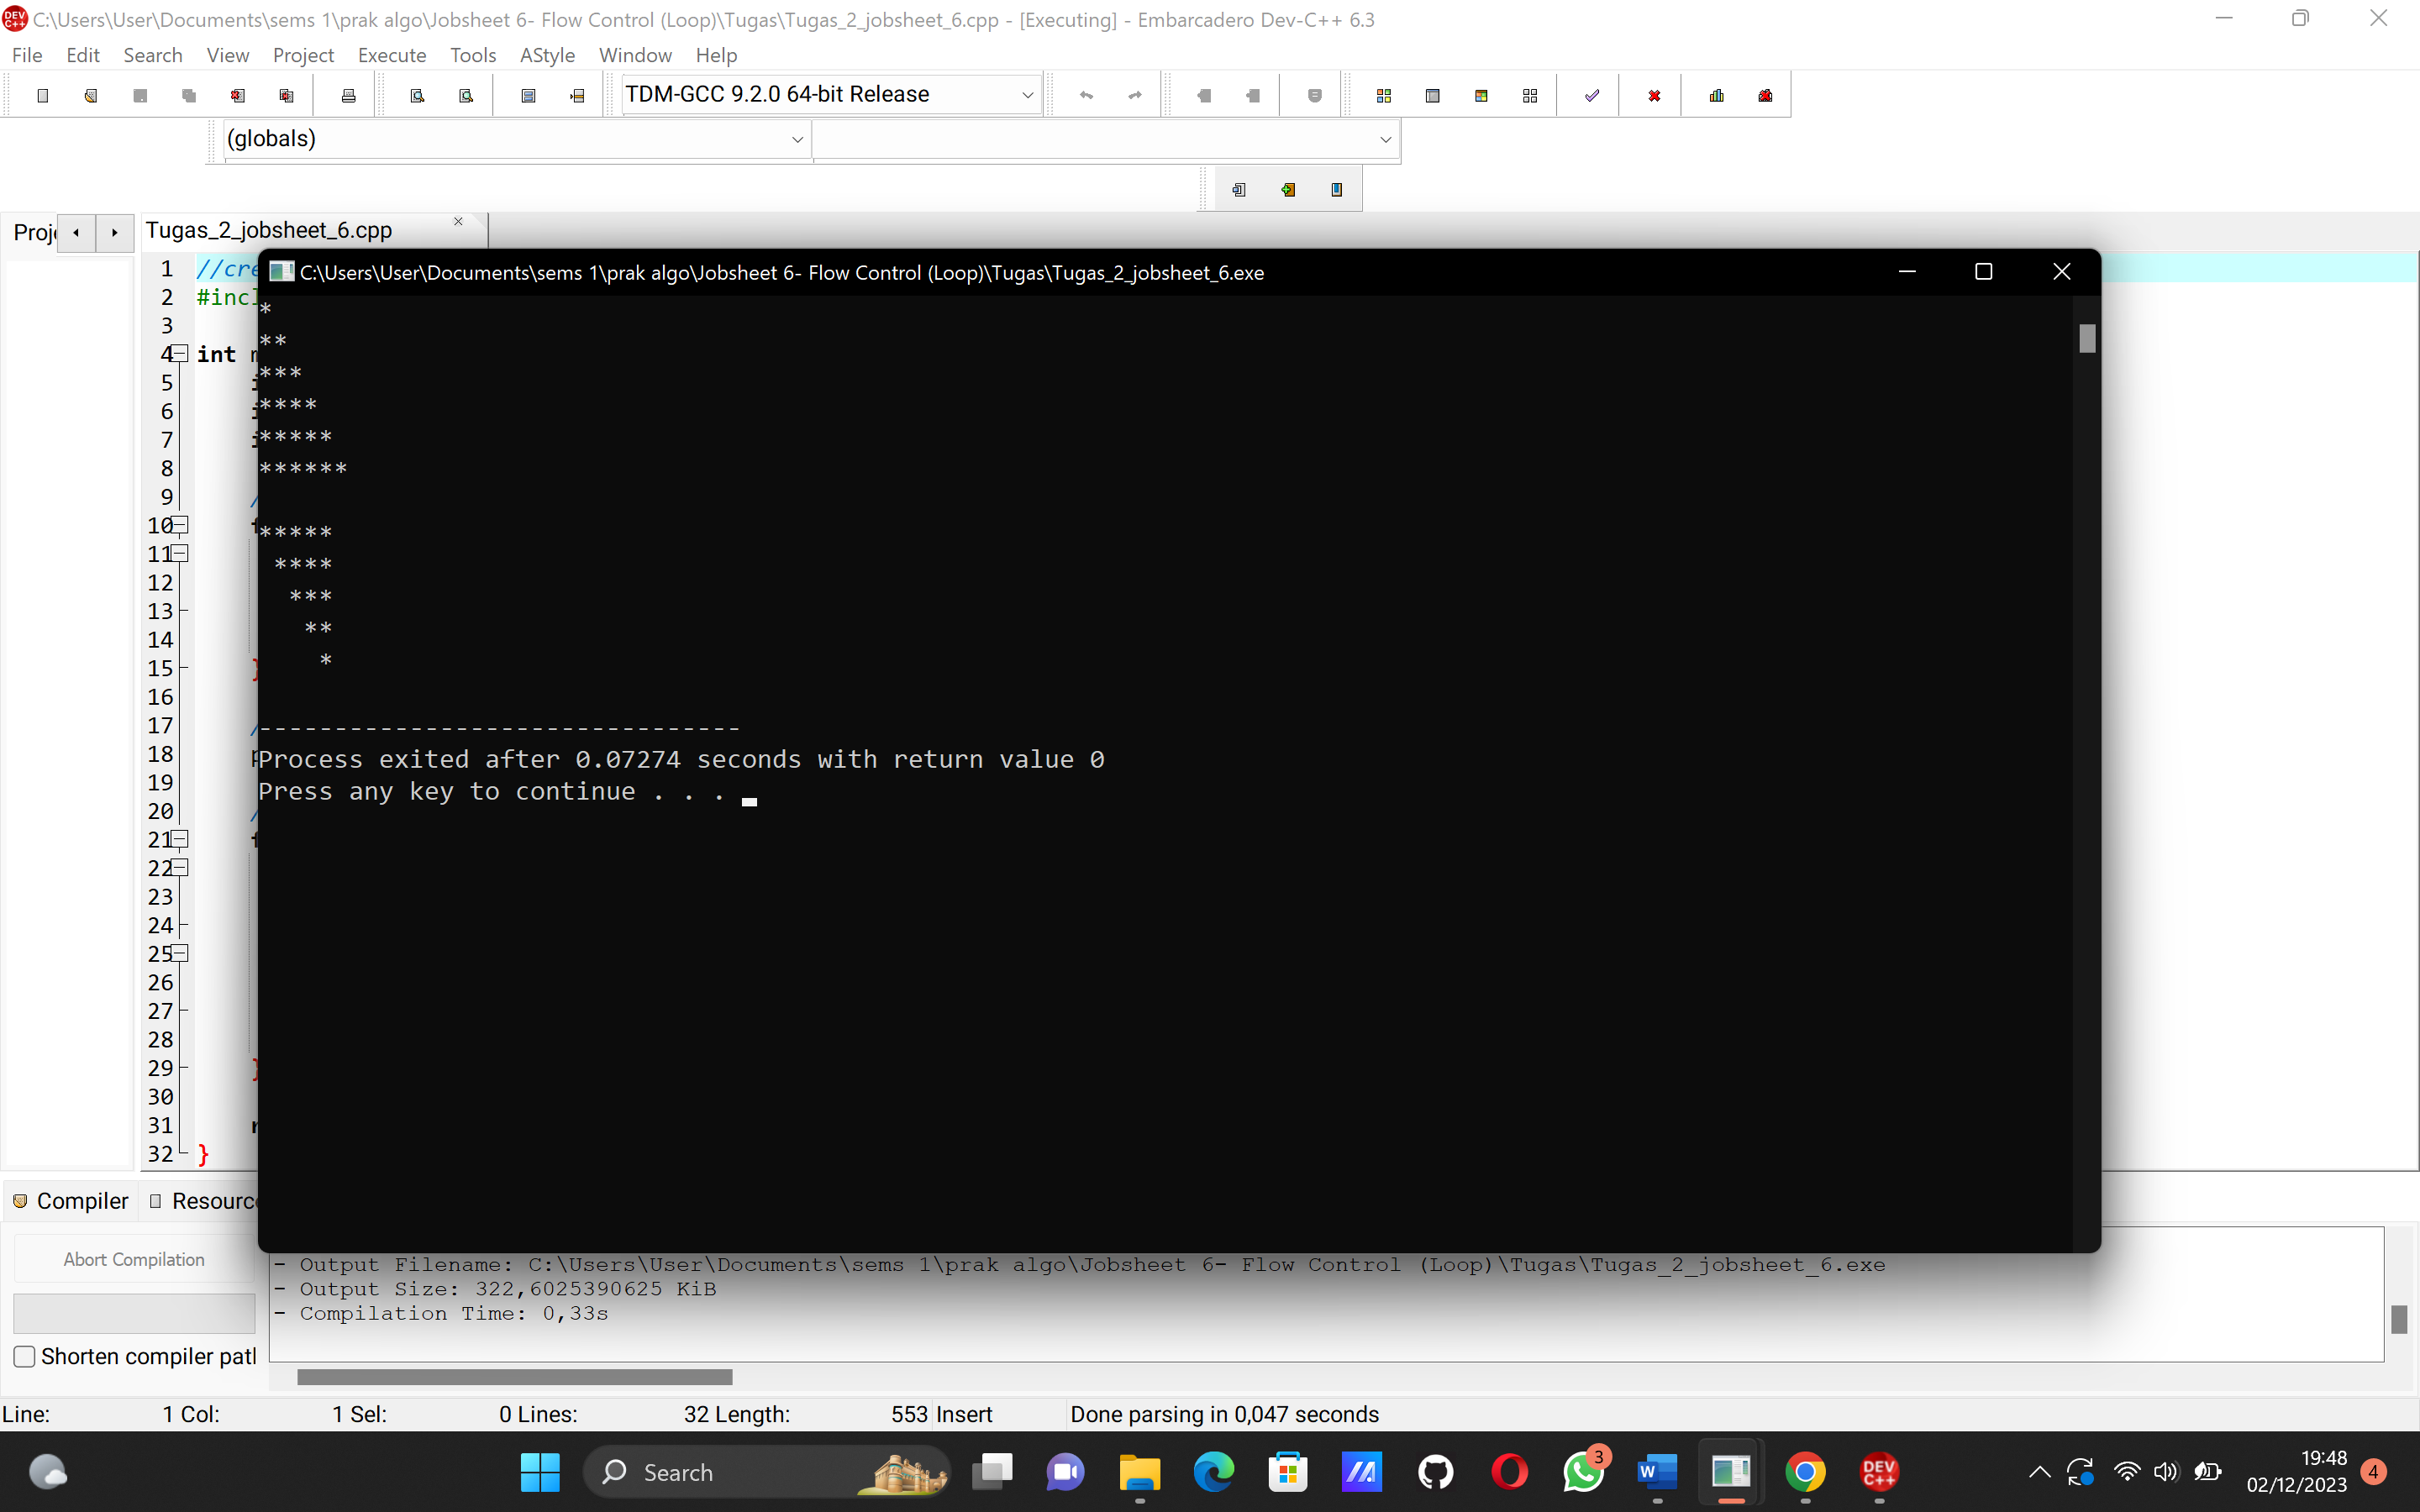 C:\Users\User\Documents\sems 1\prak algo\Jobsheet 6- Flow Control (Loop)\Tugas\Tugas_2_jobsheet_6.cpp - [Executing] - Embarcadero Dev-C++ 6.3
File Edit Search View Project Execute Tools AStyle Window Help
TDM-GCC 9.2.0 64-bit Release
(globals)
Tugas_2_jobsheet_6.cpp
C:\Users\User\Documents\sems 1\prak algo\Jobsheet 6- Flow Control (Loop)\Tugas\Tugas_2_jobsheet_6.exe
1 //cre
2 #incl
3
4 int
5
6
7
8
9
10
11
12
13
14
15 }
16
17
18
19
20
21
22
23
24
25
26
27
28
29 }
30
31
32 }
*
**
***
****
*****
******
*****
 ****
  ***
   **
    *
--------------------------------
Process exited after 0.07274 seconds with return value 0
Press any key to continue . . .
Compiler
Abort Compilation
Shorten compiler
- Output Filename: C:\Users\User\Documents\sems 1\prak algo\Jobsheet 6- Flow Control (Loop)\Tugas\Tugas_2_jobsheet_6.exe
- Output Size: 322,6025390625 KiB
- Compilation Time: 0,33s
Line: 1 Col: 1 Sel: 0 Lines: 32 Length: 553 Insert Done parsing in 0,047 seconds
Search
3
DEV C++
19:48
02/12/2023
4